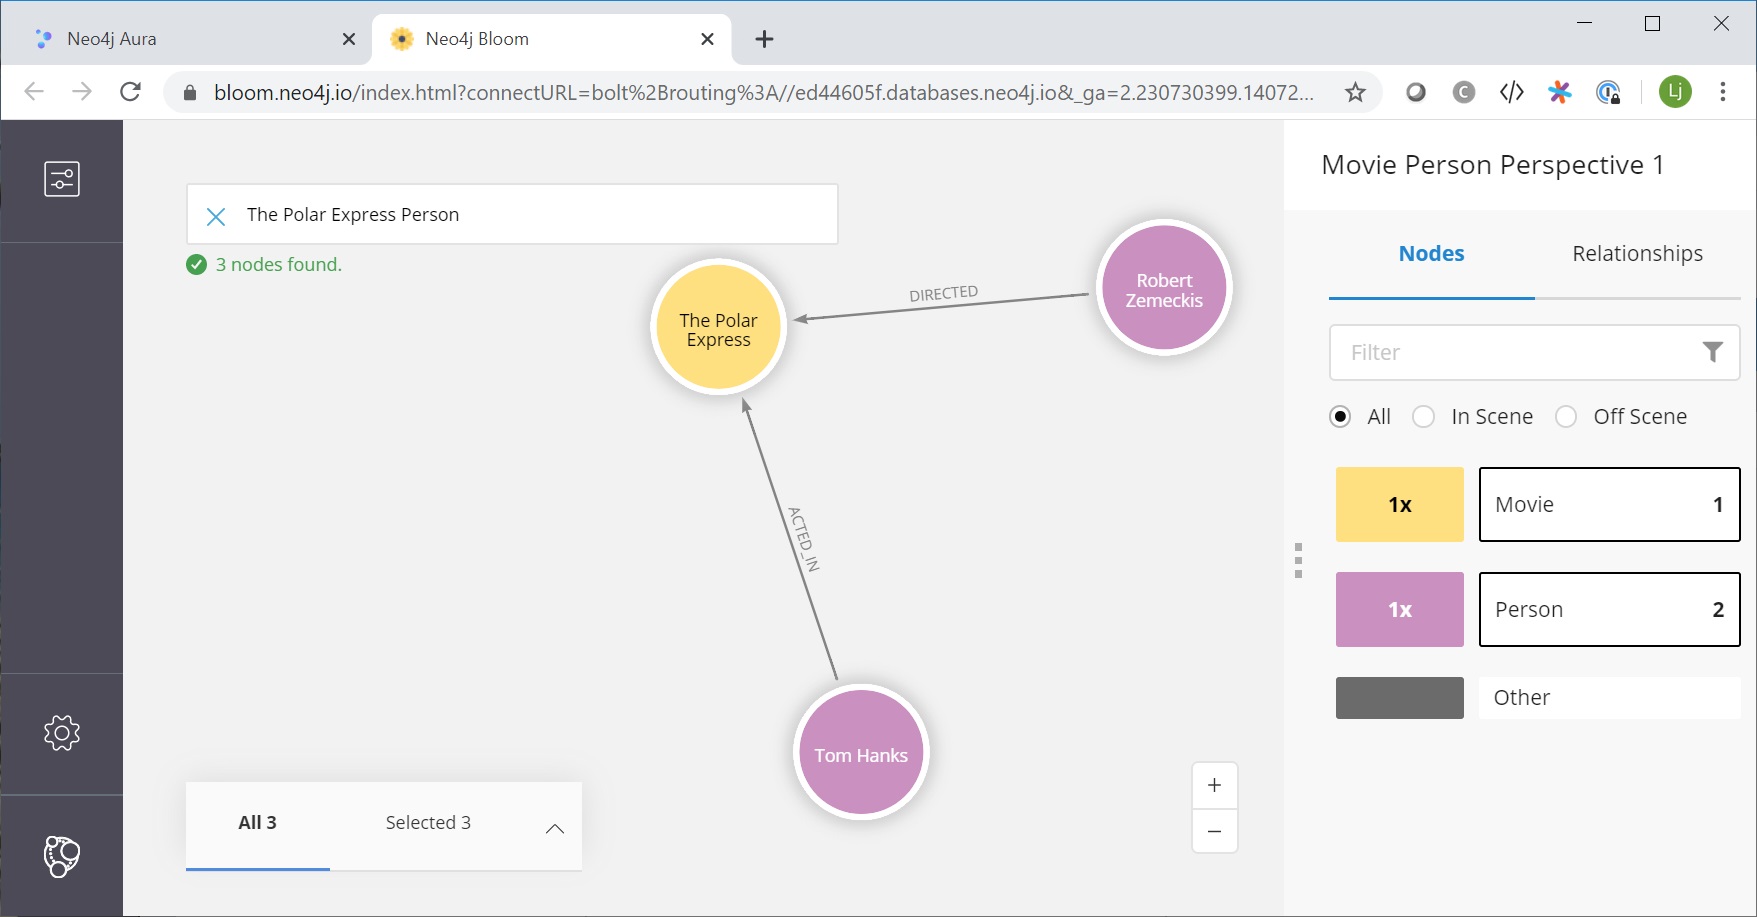 Neo4j Aura
Neo4j Bloom
bloom.neo4j.io/index.html?connectURL=bolt%2Brouting%3A//ed44605f.databases.neo4j.io&_ga=2.230730399.14072...
C
Lj
The Polar Express Person
3 nodes found.
The Polar
Express
DIRECTED
Robert
Zemeckis
ACTED_IN
Tom Hanks
All 3
Selected 3
+
−
Movie Person Perspective 1
Nodes
Relationships
Filter
All
In Scene
Off Scene
1x
Movie
1
1x
Person
2
Other